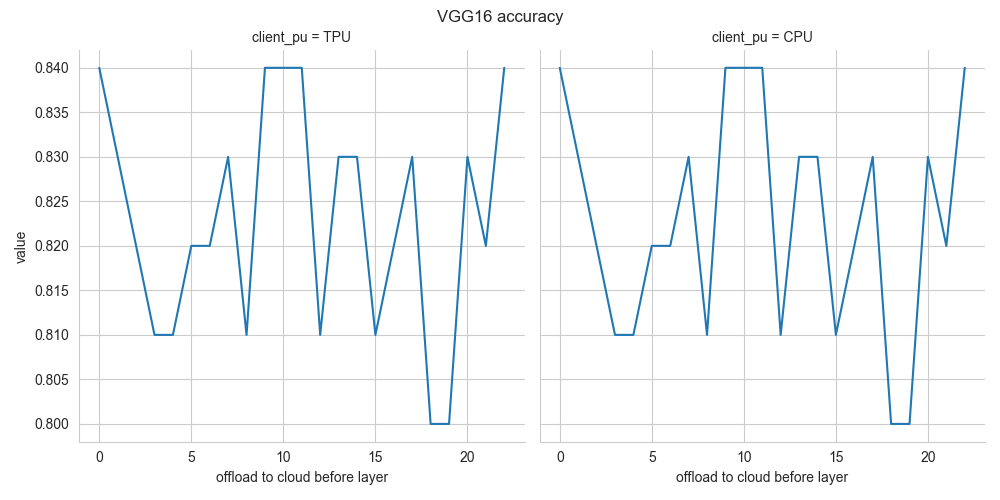 VGG16 accuracy
client_pu = TPU
client_pu = CPU
0.840
0.835
0.830
0.825
0.820
0.815
0.810
0.805
0.800
value
0 5 10 15 20
0 5 10 15 20
offload to cloud before layer
offload to cloud before layer